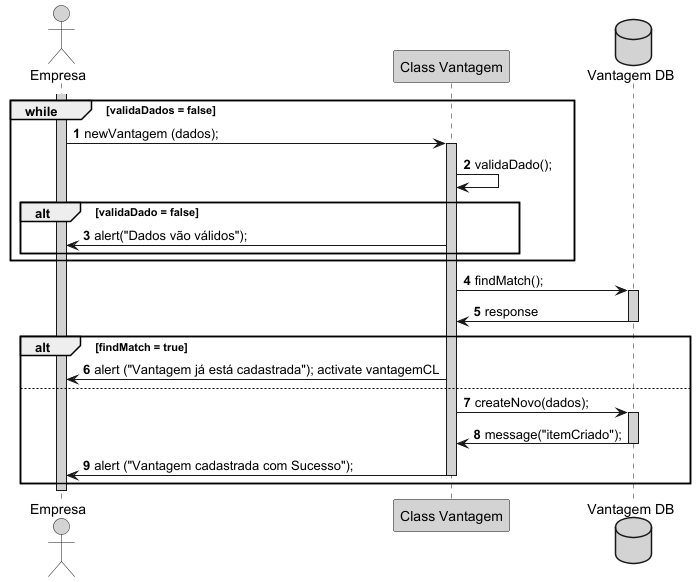 Empresa
Class Vantagem
Vantagem DB
while [validaDados = false]
1 newVantagem (dados);
2 validaDado();
alt [validaDado = false]
3 alert("Dados vão válidos");
4 findMatch();
5 response
alt [findMatch = true]
6 alert ("Vantagem já está cadastrada"); activate vantagemCL
7 createNovo(dados);
8 message("itemCriado");
9 alert ("Vantagem cadastrada com Sucesso");
Empresa
Class Vantagem
Vantagem DB